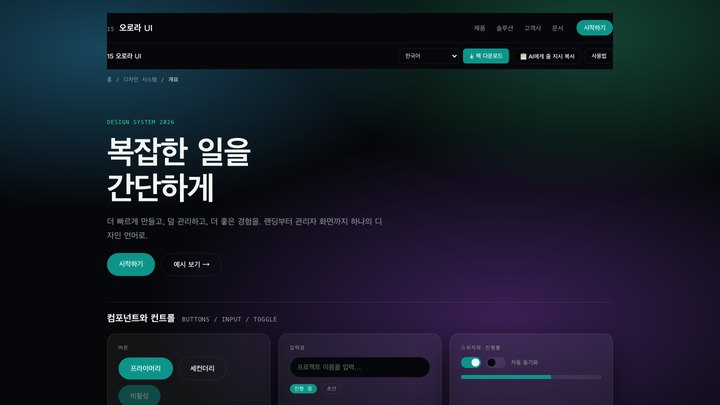 15 오로라 UI
제품 솔루션 고객사 문서 시작하기
15 오로라 UI
한국어 팩 다운로드 AI에게 줄 지시 복사 사용법
홈 / 디자인 시스템 / 개요
DESIGN SYSTEM 2026
복잡한 일을
간단하게
더 빠르게 만들고, 덜 관리하고, 더 좋은 경험을. 랜딩부터 관리자 화면까지 하나의 디
자인 언어로.
시작하기 예시 보기 →
컴포넌트와 컨트롤 BUTTONS / INPUT / TOGGLE
버튼
프라이머리 세컨더리
비활성
입력창
프로젝트 이름을 입력...
진행 중 초안
스위치와 진행률
자동 동기화